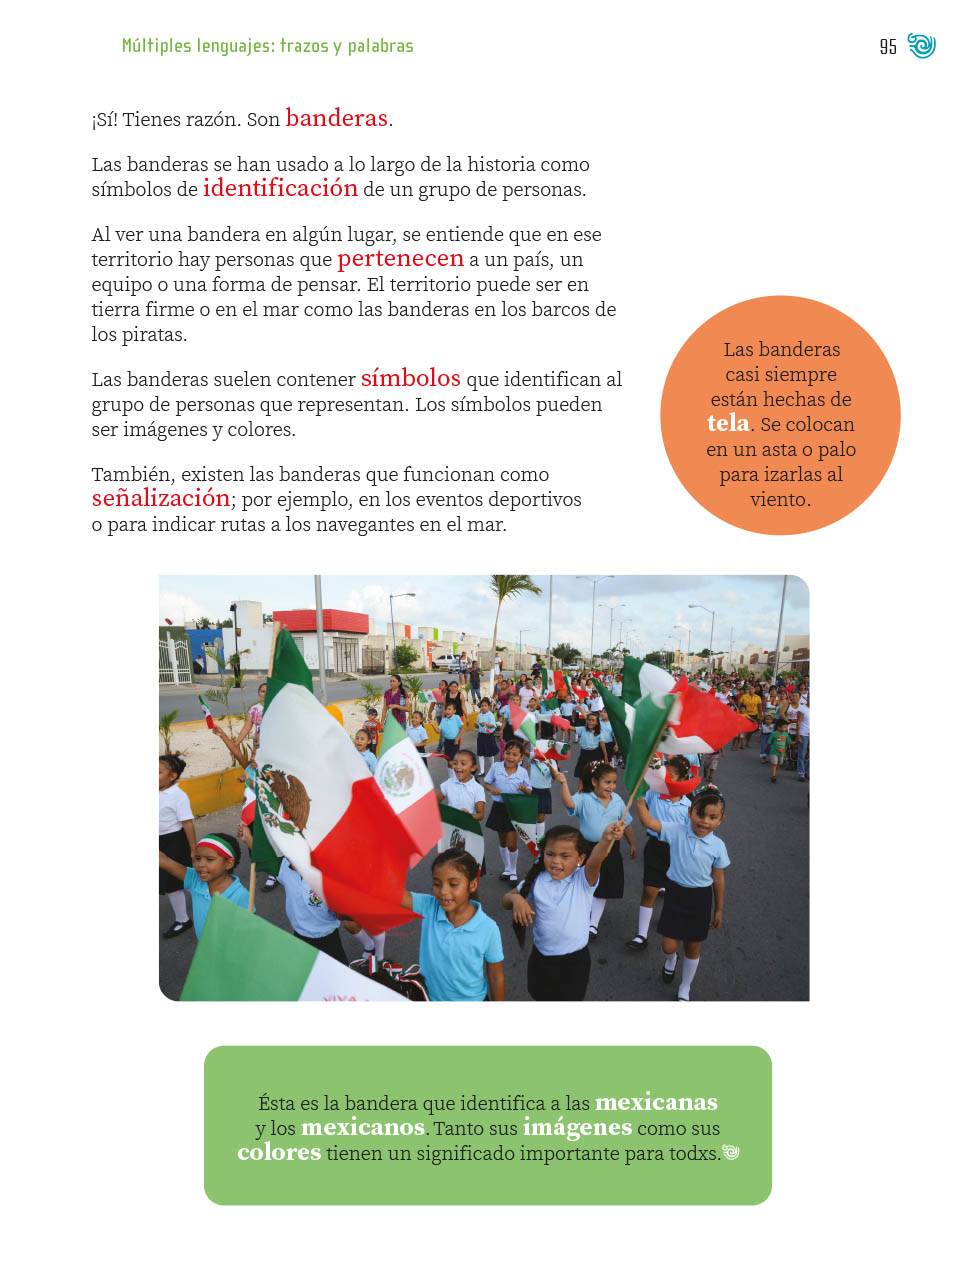 Múltiples lenguajes: trazos y palabras
95
¡Sí! Tienes razón. Son banderas.
Las banderas se han usado a lo largo de la historia como
símbolos de identificación de un grupo de personas.
Al ver una bandera en algún lugar, se entiende que en ese
territorio hay personas que pertenecen a un país, un
equipo o una forma de pensar. El territorio puede ser en
tierra firme o en el mar como las banderas en los barcos de
los piratas.
Las banderas suelen contener símbolos que identifican al
grupo de personas que representan. Los símbolos pueden
ser imágenes y colores.
También, existen las banderas que funcionan como
señalización; por ejemplo, en los eventos deportivos
o para indicar rutas a los navegantes en el mar.
Las banderas
casi siempre
están hechas de
tela. Se colocan
en un asta o palo
para izarlas al
viento.
VIVA
Ésta es la bandera que identifica a las mexicanas
y los mexicanos. Tanto sus imágenes como sus
colores tienen un significado importante para todxs.